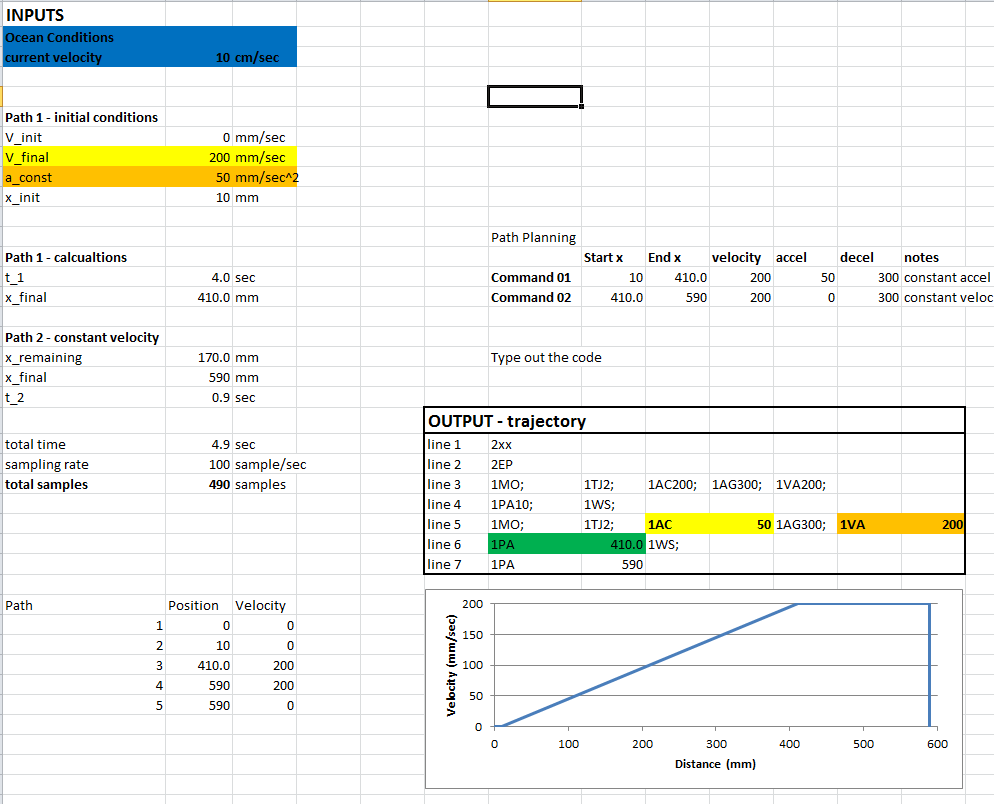 INPUTS
Ocean Conditions
current velocity 10 cm/sec
Path 1 - initial conditions
V_init 0 mm/sec
V_final 200 mm/sec
a_const 50 mm/sec^2
x_init 10 mm
Path Planning
Path 1 - calcualtions Start x End x velocity accel decel notes
t_1 4.0 sec Command 01 10 410.0 200 50 300 constant accel
x_final 410.0 mm Command 02 410.0 590 200 0 300 constant veloc
Path 2 - constant velocity
x_remaining 170.0 mm Type out the code
x_final 590 mm
t_2 0.9 sec
OUTPUT - trajectory
total time 4.9 sec line 1 2xx
sampling rate 100 sample/sec line 2 2EP
total samples 490 samples line 3 1MO; 1TJ2; 1AC200; 1AG300; 1VA200;
line 4 1PA10; 1WS;
line 5 1MO; 1TJ2; 1AC 50 1AG300; 1VA 200
line 6 1PA 410.0 1WS;
line 7 1PA 590
Path Position Velocity
1 0 0
2 10 0
3 410.0 200
4 590 200
5 590 0
Velocity (mm/sec)
200
150
100
50
0
0 100 200 300 400 500 600
Distance (mm)